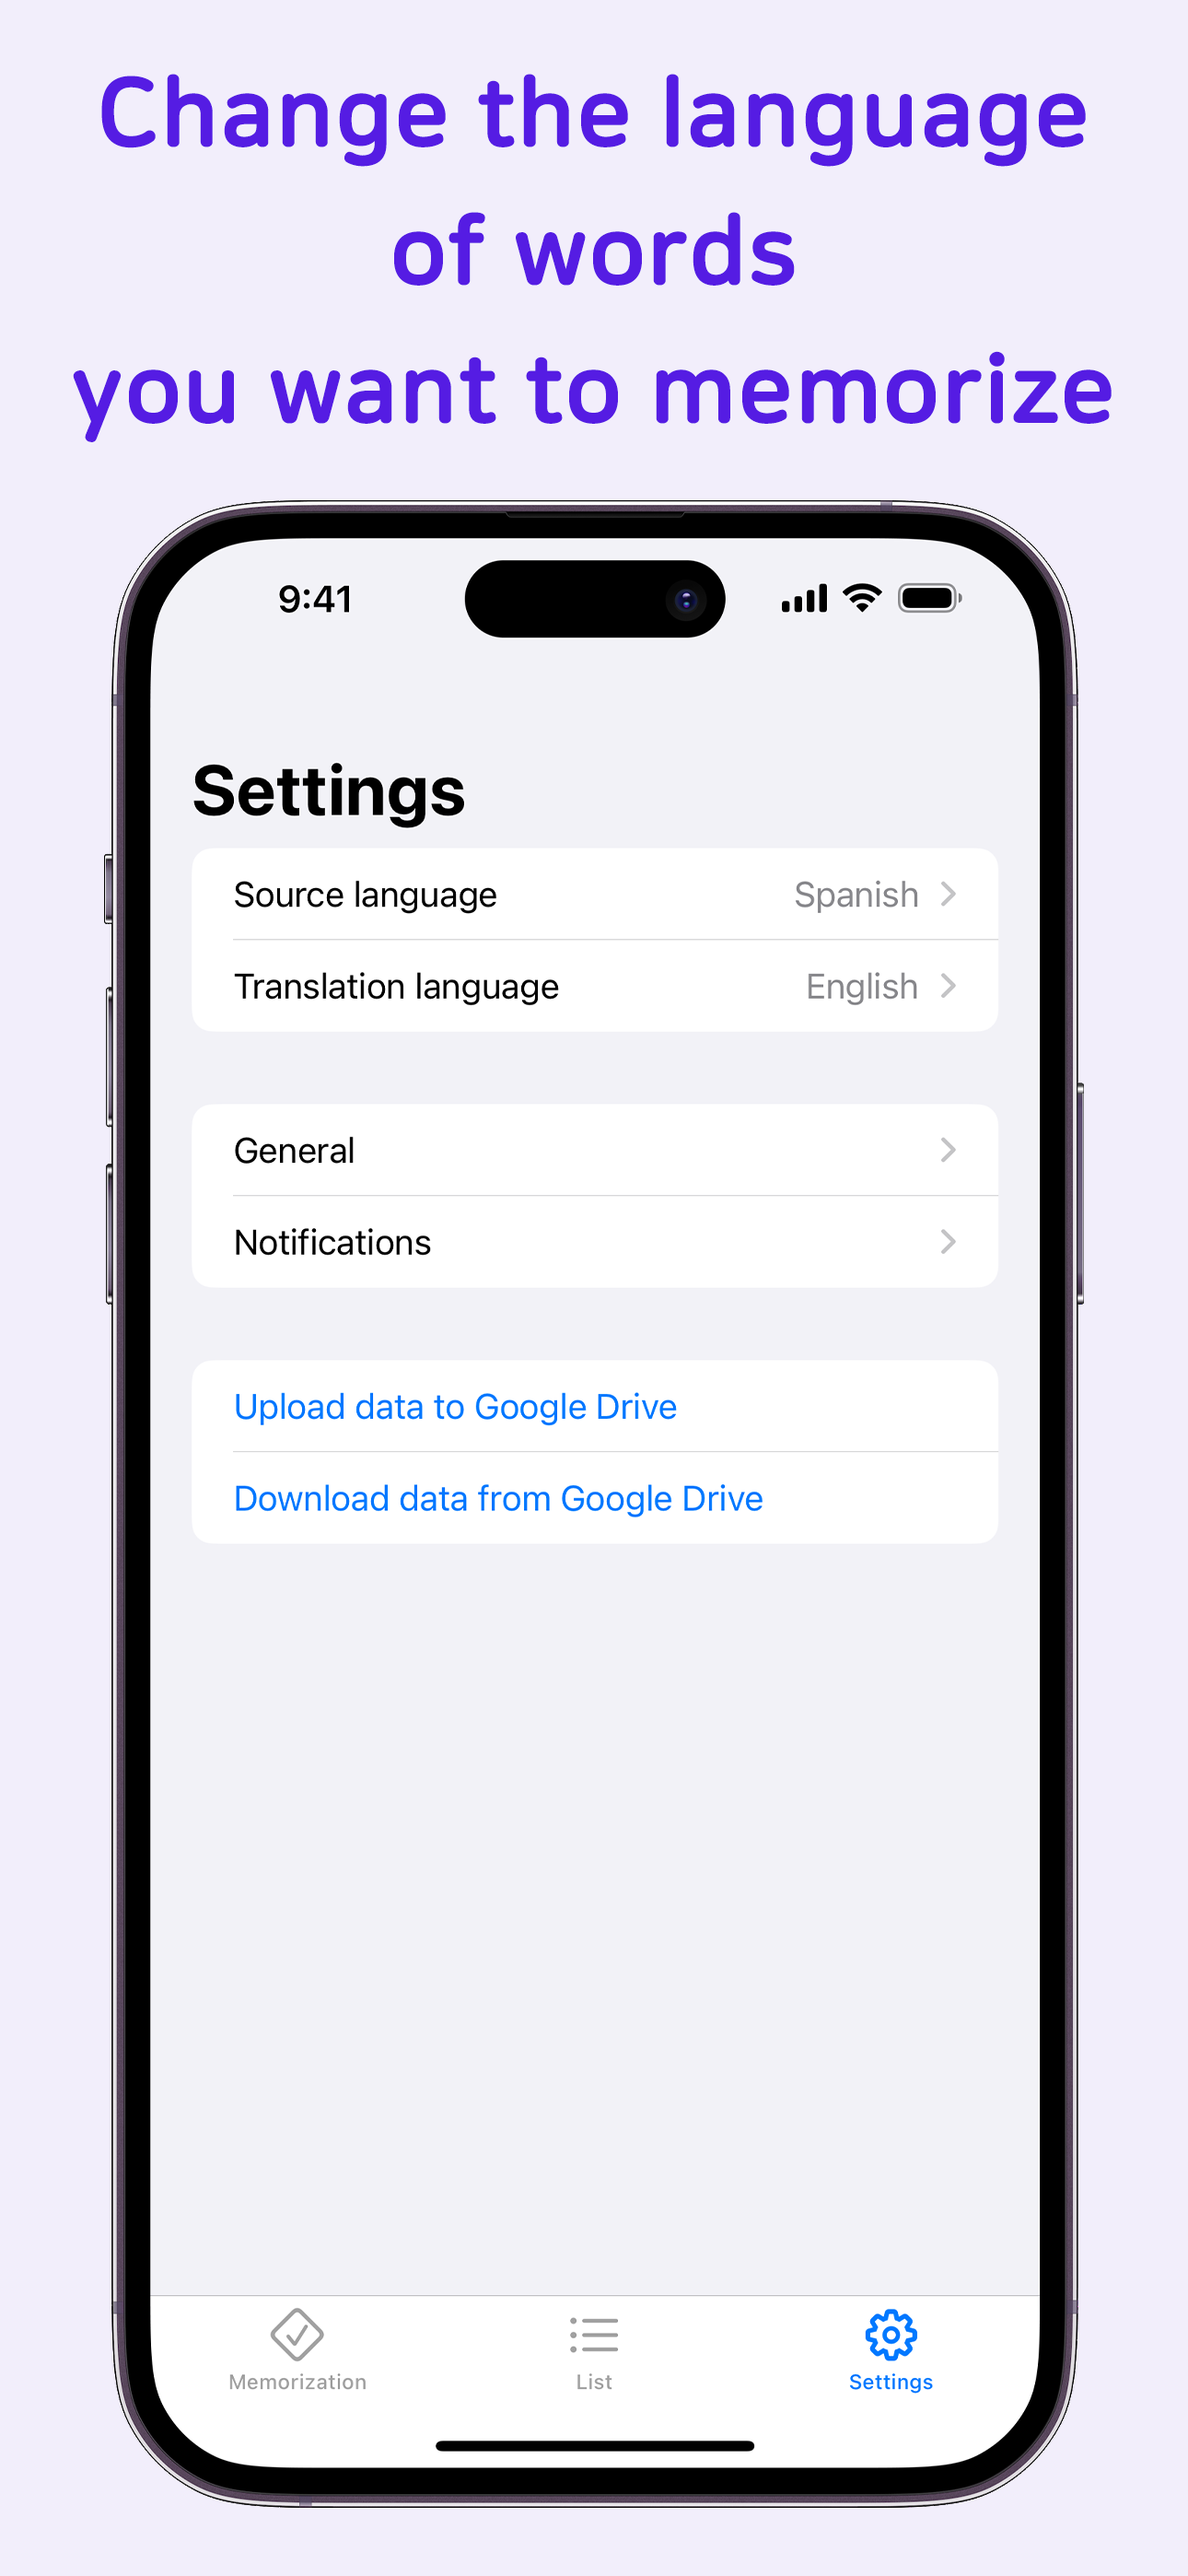 Change the language
of words
you want to memorize
9:41
Settings
Source language Spanish
Translation language English
General
Notifications
Upload data to Google Drive
Download data from Google Drive
Memorization List Settings